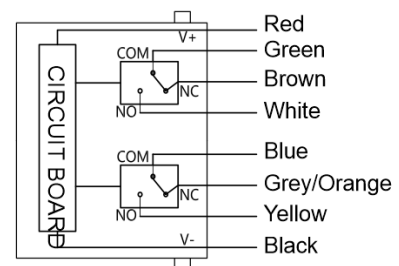 Red
V+
Green
COM
Brown
NC
White
NO
CIRCUIT BOARD
Blue
COM
Grey/Orange
NC
Yellow
NO
V-
Black